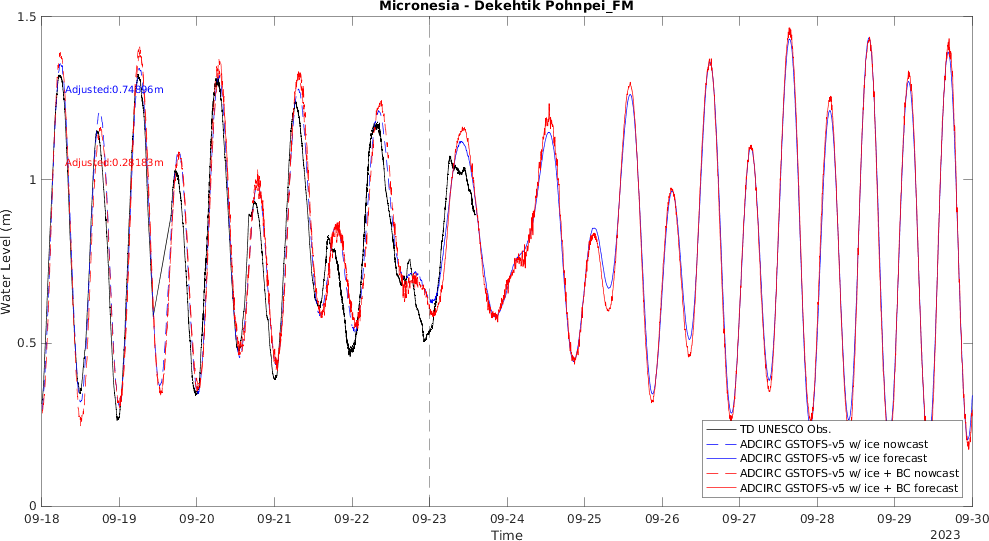 Micronesia - Dekehtik Pohnpei_FM
1.5
Adjusted:0.74896m
Adjusted:0.28183m
1
Water Level (m)
0.5
TD UNESCO Obs.
ADCIRC GSTOFS-v5 w/ ice nowcast
ADCIRC GSTOFS-v5 w/ ice forecast
ADCIRC GSTOFS-v5 w/ ice + BC nowcast
ADCIRC GSTOFS-v5 w/ ice + BC forecast
0
09-18 09-19 09-20 09-21 09-22 09-23 09-24 09-25 09-26 09-27 09-28 09-29 09-30
Time
2023